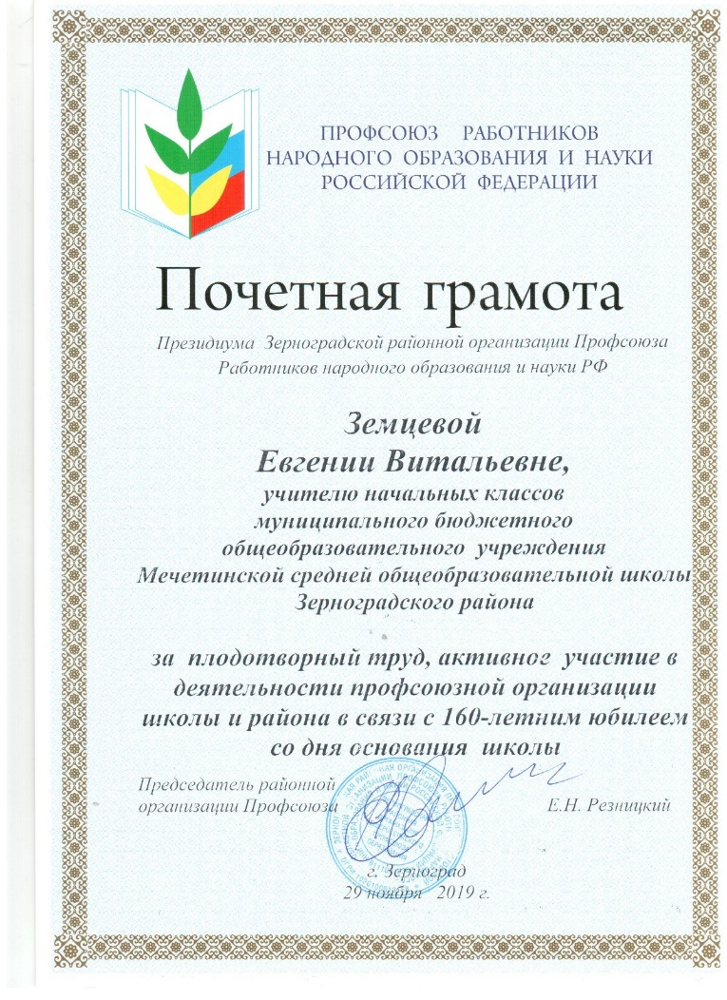 ПРОФСОЮЗ РАБОТНИКОВ
НАРОДНОГО ОБРАЗОВАНИЯ И НАУКИ
РОССИЙСКОЙ ФЕДЕРАЦИИ
Почетная грамота
Президиума Зерноградской районной организации Профсоюза
Работников народного образования и науки РФ
Земцевой
Евгении Витальевне,
учителю начальных классов
муниципального бюджетного
общеобразовательного учреждения
Мечетинской средней общеобразовательной школы
Зерноградского района
за плодотворный труд, активное участие в
деятельности профсоюзной организации
школы и района в связи с 160-летним юбилеем
со дня основания школы
Председатель районной
организации Профсоюза
Е.Н. Резницкий
г. Зерноград
29 ноября 2019 г.